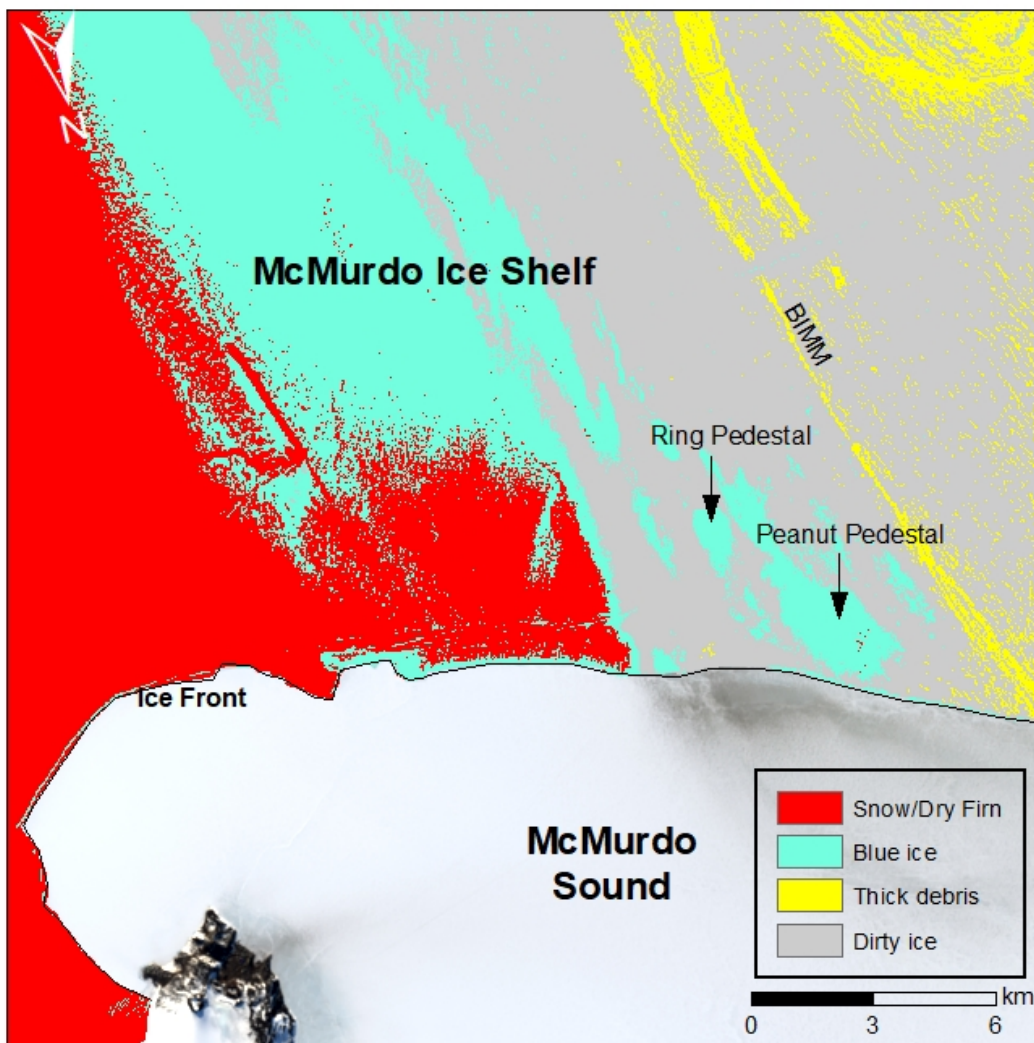 N
McMurdo Ice Shelf
BIMM
Ring Pedestal
Peanut Pedestal
Ice Front
McMurdo
Sound
Snow/Dry Firn
Blue ice
Thick debris
Dirty ice
km
0 3 6